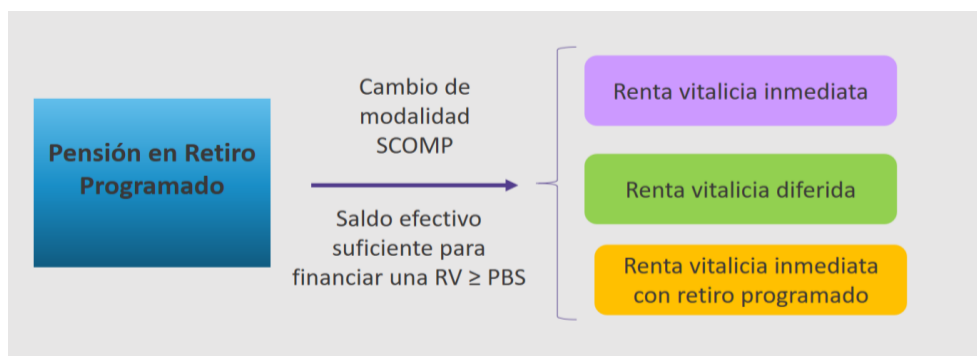 Pensión en Retiro
Programado
Cambio de
modalidad
SCOMP
Saldo efectivo
suficiente para
financiar una RV ≥ PBS
Renta vitalicia inmediata
Renta vitalicia diferida
Renta vitalicia inmediata
con retiro programado